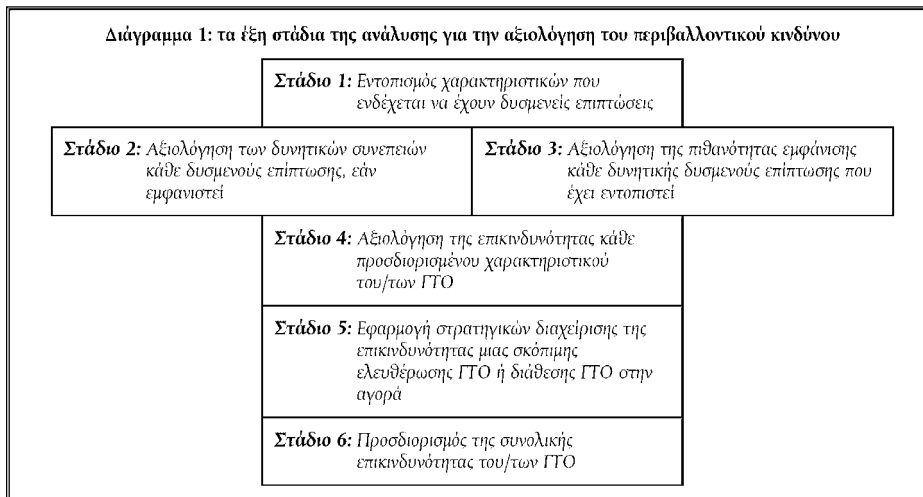 Διάγραμμα 1: τα έξη στάδια της ανάλυσης για την αξιολόγηση του περιβαλλοντικού κινδύνου
Στάδιο 1: Εντοπισμός χαρακτηριστικών που
ενδέχεται να έχουν δυσμενείς επιπτώσεις
Στάδιο 2: Αξιολόγηση των δυνητικών συνεπειών
κάθε δυσμενούς επίπτωσης, εάν
εμφανιστεί
Στάδιο 3: Αξιολόγηση της πιθανότητας εμφάνισης
κάθε δυνητικής δυσμενούς επίπτωσης που
έχει εντοπιστεί
Στάδιο 4: Αξιολόγηση της επικινδυνότητας κάθε
προσδιορισμένου χαρακτηριστικού
του/των ΓΤΟ
Στάδιο 5: Εφαρμογή στρατηγικών διαχείρισης της
επικινδυνότητας μιας σκόπιμης
ελευθέρωσης ΓΤΟ ή διάθεσης ΓΤΟ στην
αγορά
Στάδιο 6: Προσδιορισμός της συνολικής
επικινδυνότητας του/των ΓΤΟ